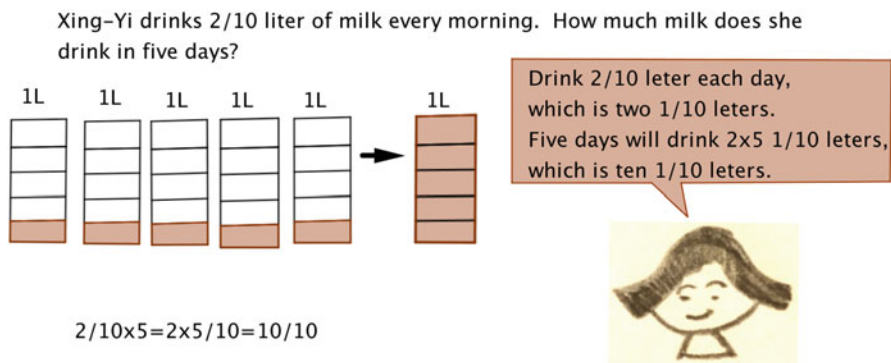 Xing-Yi drinks 2/10 liter of milk every morning. How much milk does she
drink in five days?
1L 1L 1L 1L 1L 1L
Drink 2/10 leter each day,
which is two 1/10 leters.
Five days will drink 2x5 1/10 leters,
which is ten 1/10 leters.
2/10x5=2x5/10=10/10